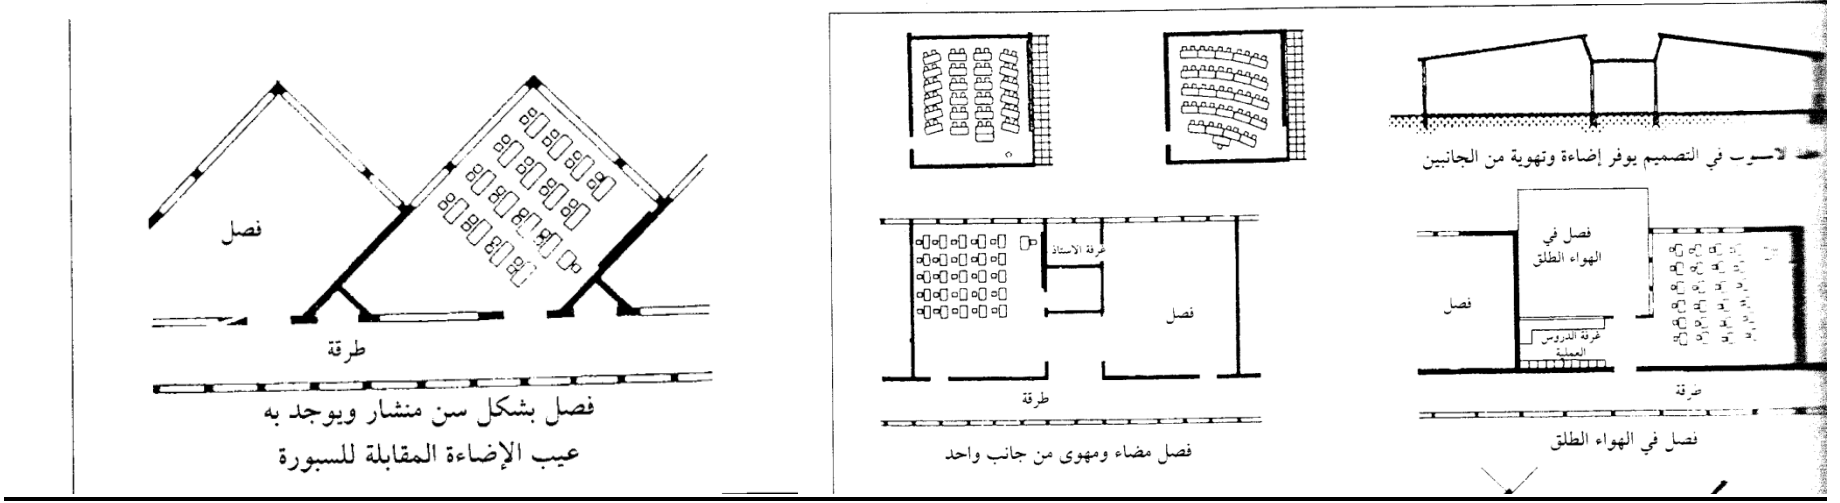 الاسلوب في التصميم يوفر إضاءة وتهوية من الجانبين
فصل في
الهواء الطلق
فصل
غرفة الدروس
العملية
طرقة
فصل في الهواء الطلق
غرفة الاستاذ
فصل
طرقة
فصل مضاء ومهوى من جانب واحد
فصل
طرقة
فصل بشكل سن منشار ويوجد به
عيب الإضاءة المقابلة للسبورة